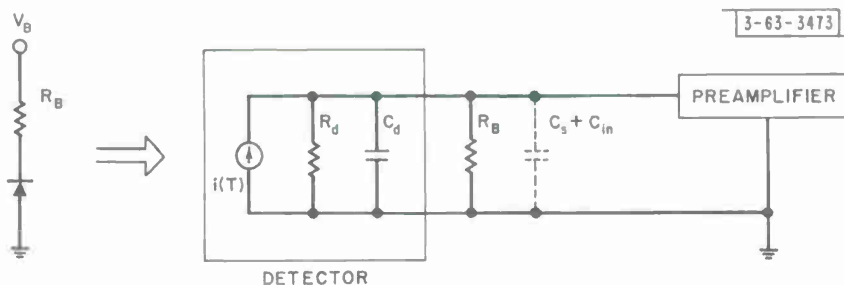 3-63-3473
V_B
R_B
R_d
C_d
R_B
C_s + C_in
i(T)
PREAMPLIFIER
DETECTOR